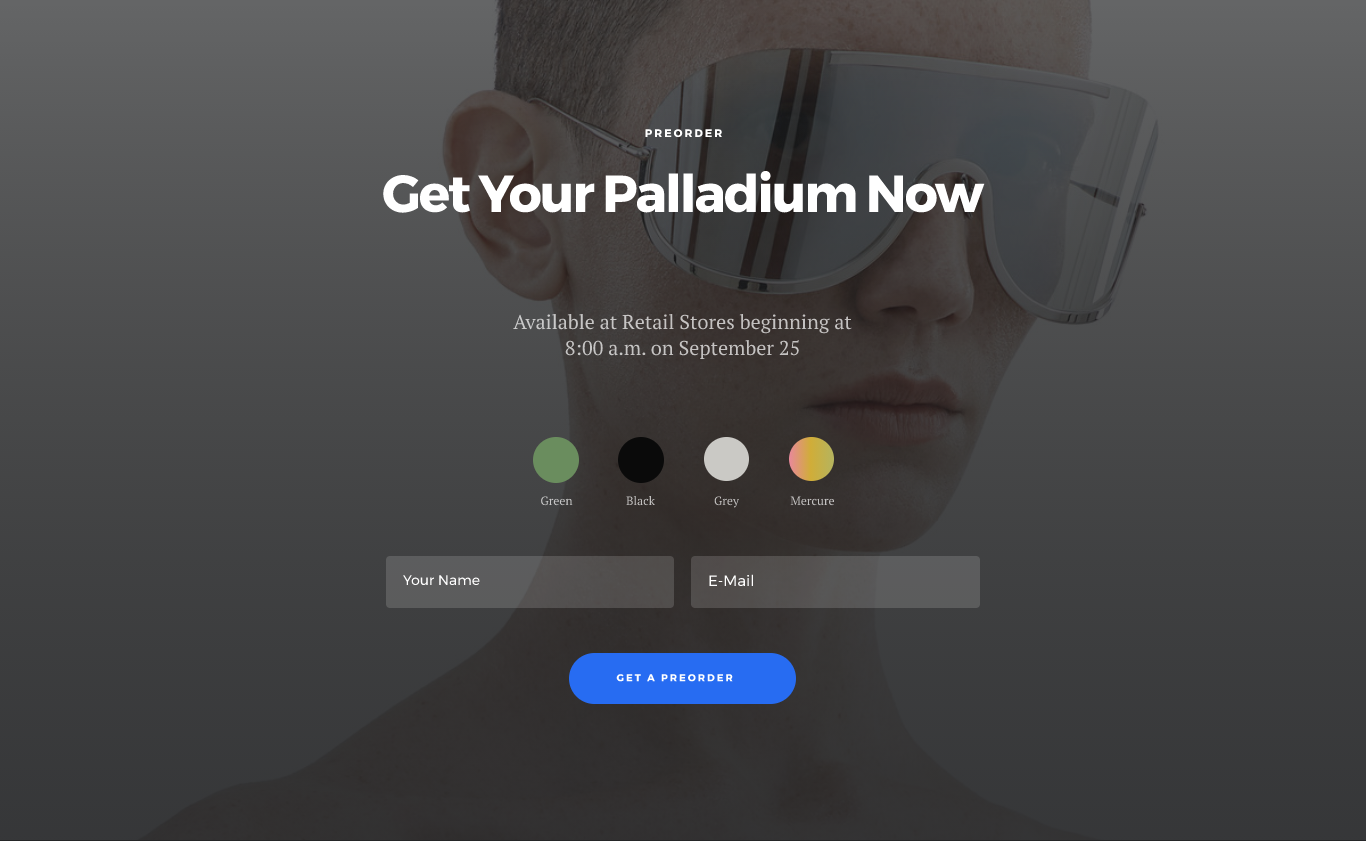 PREORDER
Get Your Palladium Now
Available at Retail Stores beginning at
8:00 a.m. on September 25
Green
Black
Grey
Mercure
Your Name
E-Mail
GET A PREORDER